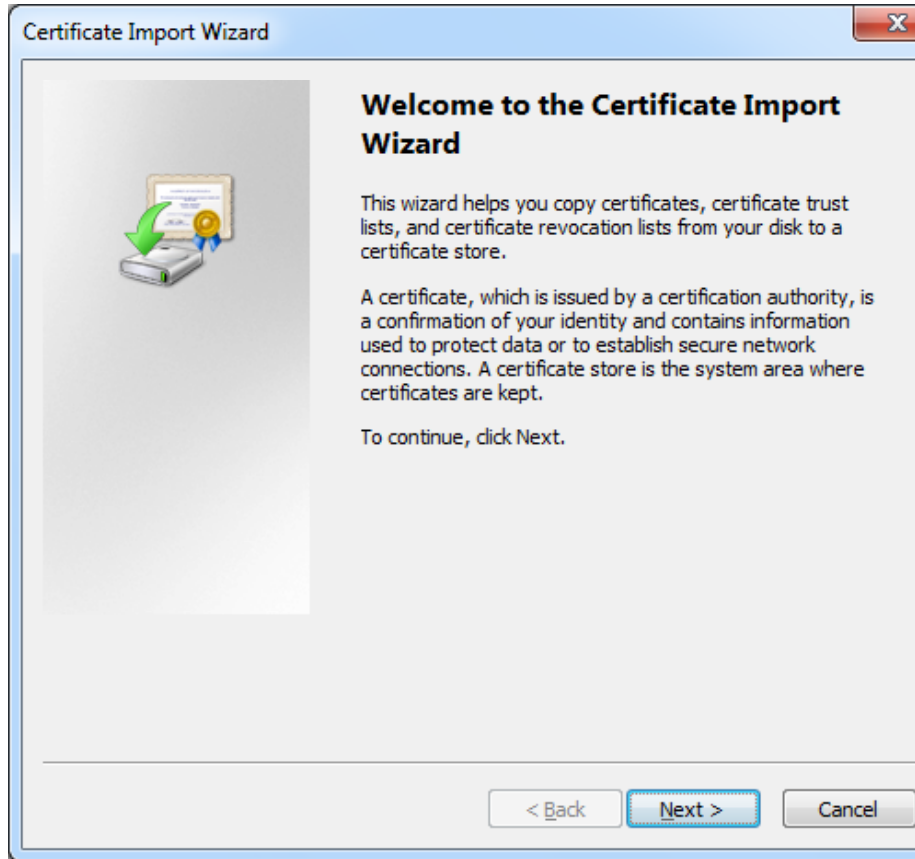 Certificate Import Wizard
Welcome to the Certificate Import
Wizard
This wizard helps you copy certificates, certificate trust
lists, and certificate revocation lists from your disk to a
certificate store.
A certificate, which is issued by a certification authority, is
a confirmation of your identity and contains information
used to protect data or to establish secure network
connections. A certificate store is the system area where
certificates are kept.
To continue, click Next.
< Back
Next >
Cancel